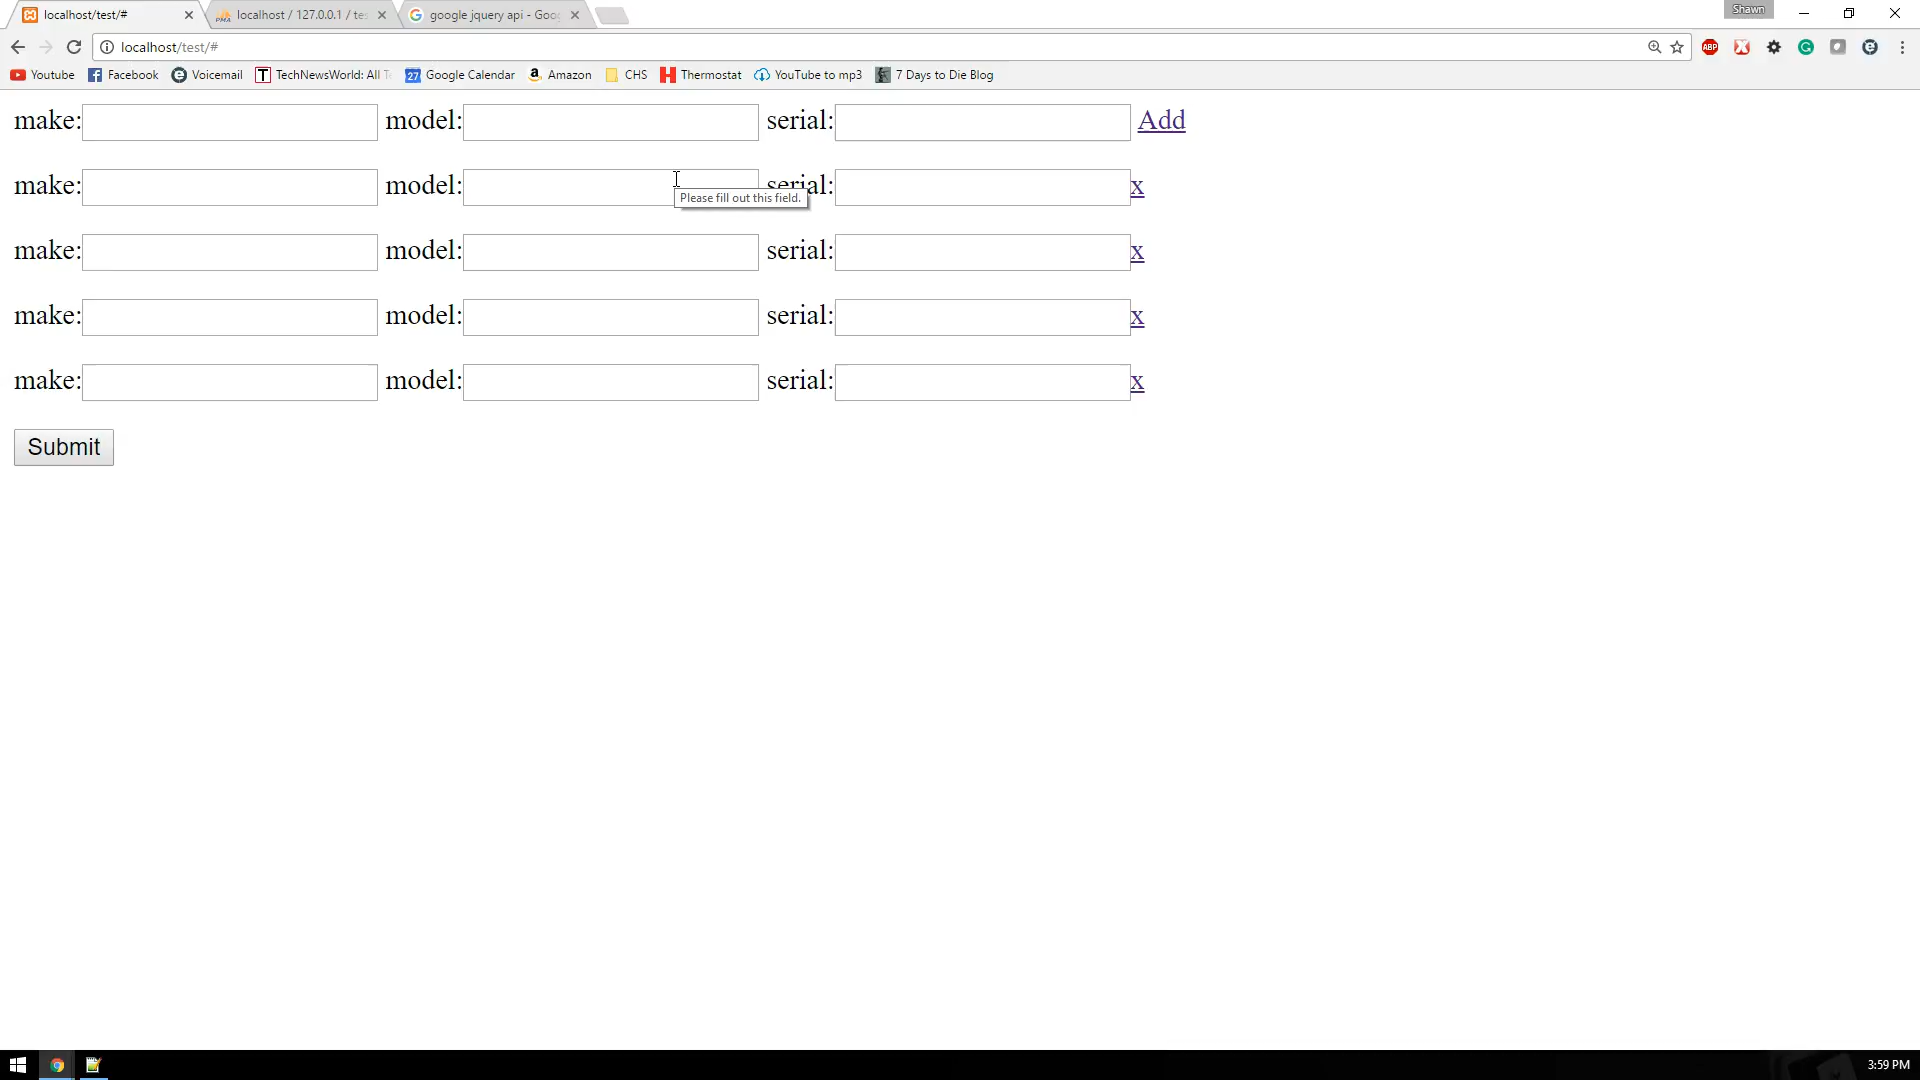 localhost/test/#
localhost / 127.0.0.1 / tes
google jquery api - Goo
Shawn
localhost/test/#
ABP
Youtube
Facebook
Voicemail
T TechNewsWorld: All T
27 Google Calendar
Amazon
CHS
H Thermostat
YouTube to mp3
7 Days to Die Blog
make: model: serial: Add
make: model: serial: x
Please fill out this field.
make: model: serial: x
make: model: serial: x
make: model: serial: x
Submit
3:59 PM